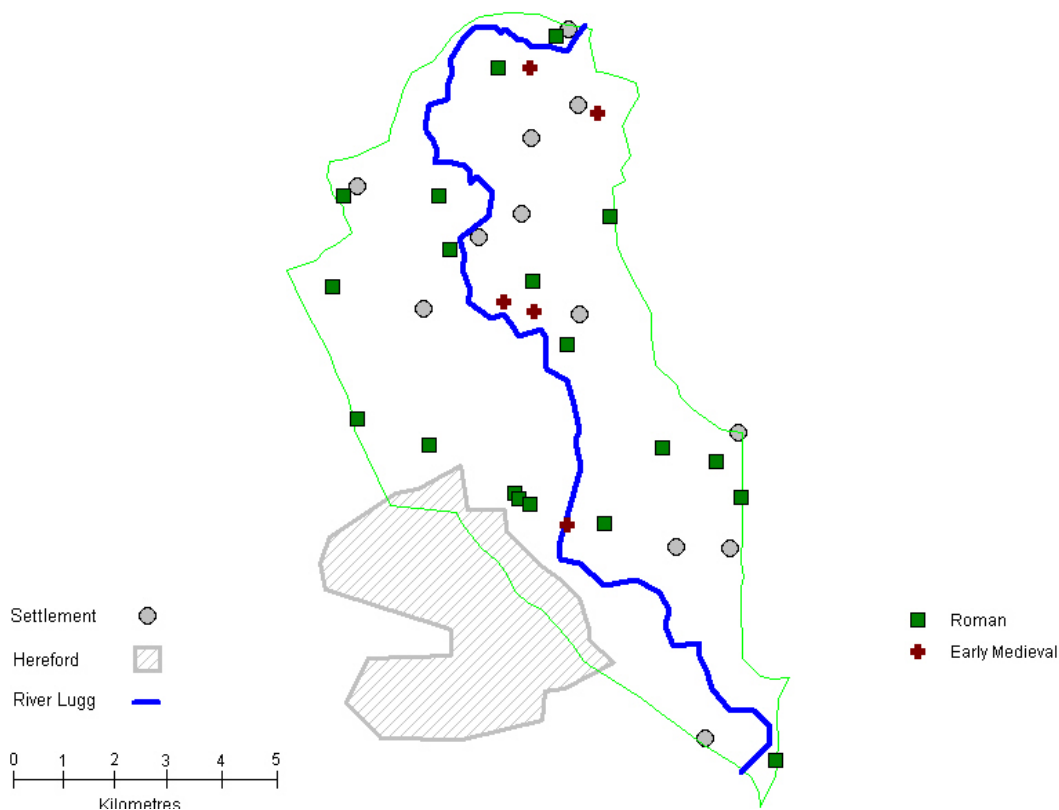 Settlement
Hereford
River Lugg
0 1 2 3 4 5
Kilometres
Roman
Early Medieval